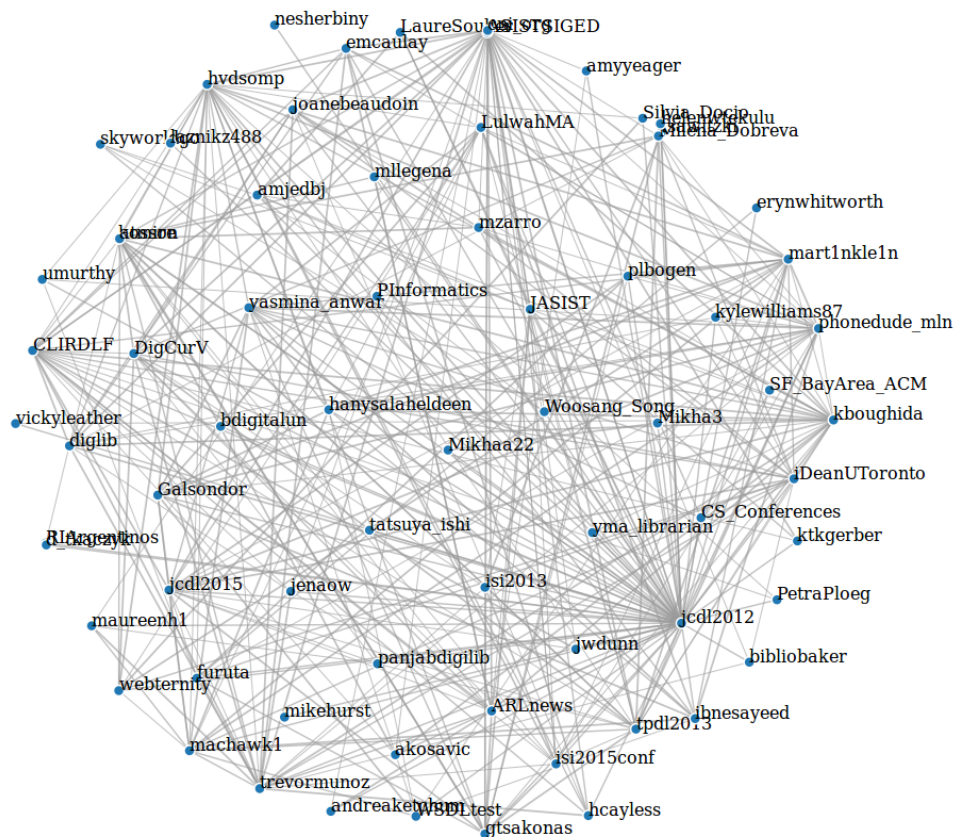 nesherbiny
emcaulay
amyyeager
hvdsomp
joanebeaudoin
LulwahMA
mllegena
amjedbj
erynwhitworth
mzarro
mart1nkle1n
umurthy
plbogen
PInformatics
yasmina_anwar
JASIST
kylewilliams87
phonedude_mln
CLIRDLF
DigCurV
SF_BayArea_ACM
hanysalaheldeen
Woosang_Song
Mikha3
kboughida
vickyleather
bdigitalun
diglib
Mikhaa22
iDeanUToronto
Galsondor
CS_Conferences
tatsuya_ishi
yma_librarian
ktkgerber
jcdl2015
jenaow
isi2013
PetraPloeg
maureenh1
jcdl2012
jwdunn
panjabdigilib
bibliobaker
furuta
webternity
ARLnews
mikehurst
ibnesayeed
tpdl2013
machawk1
akosavic
isi2015conf
trevormunoz
WSDLtest
hcayless
gtsakonas